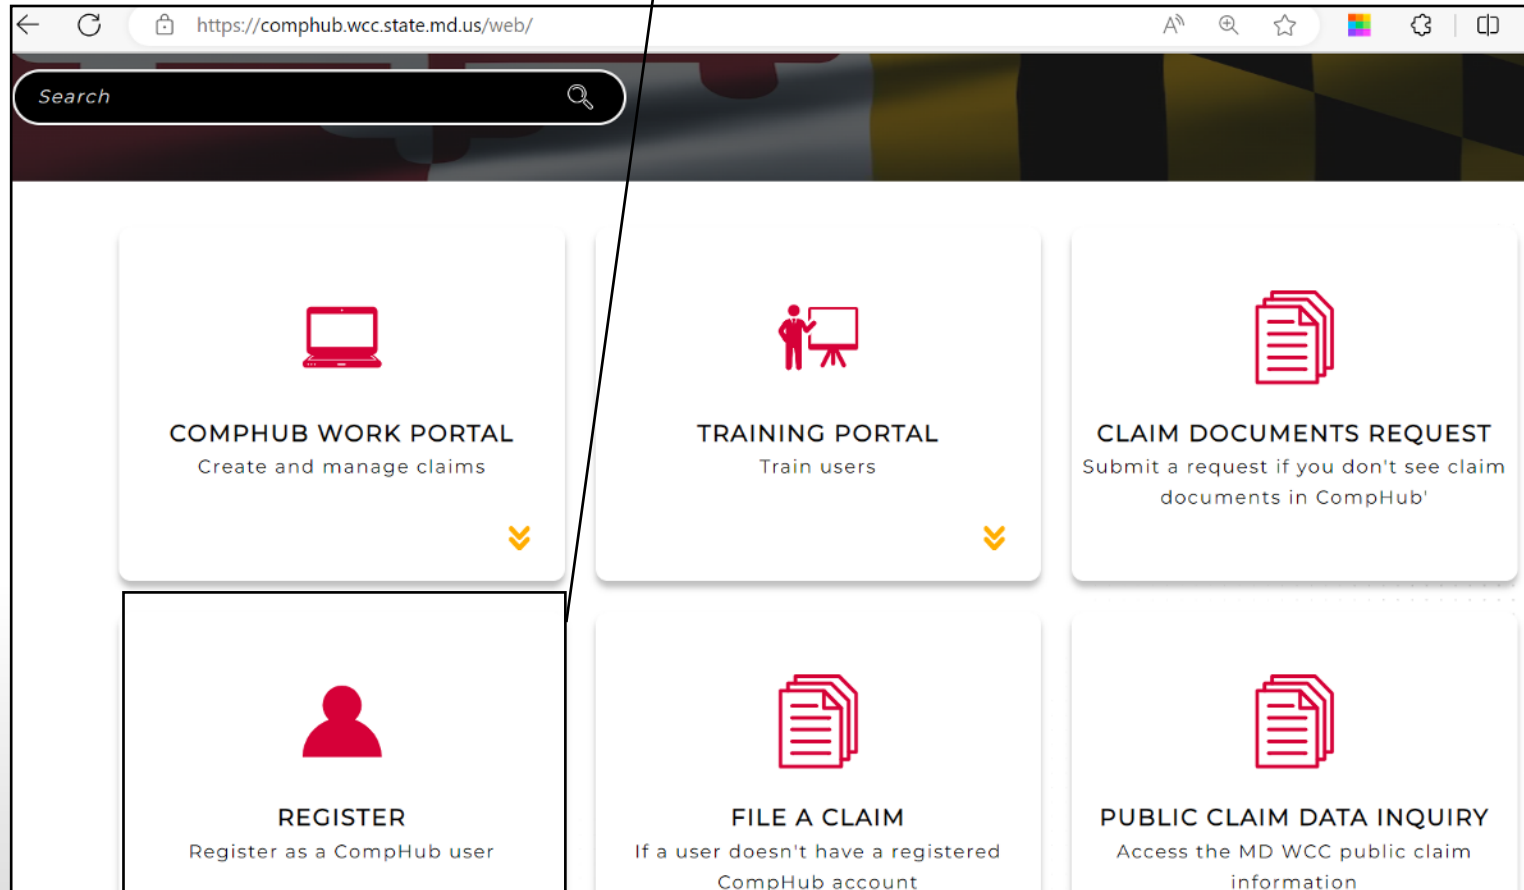 https://comphub.wcc.state.md.us/web/
Search
COMPHUB WORK PORTAL
Create and manage claims
TRAINING PORTAL
Train users
CLAIM DOCUMENTS REQUEST
Submit a request if you don't see claim
documents in CompHub'
REGISTER
Register as a CompHub user
FILE A CLAIM
If a user doesn't have a registered
CompHub account
PUBLIC CLAIM DATA INQUIRY
Access the MD WCC public claim
information